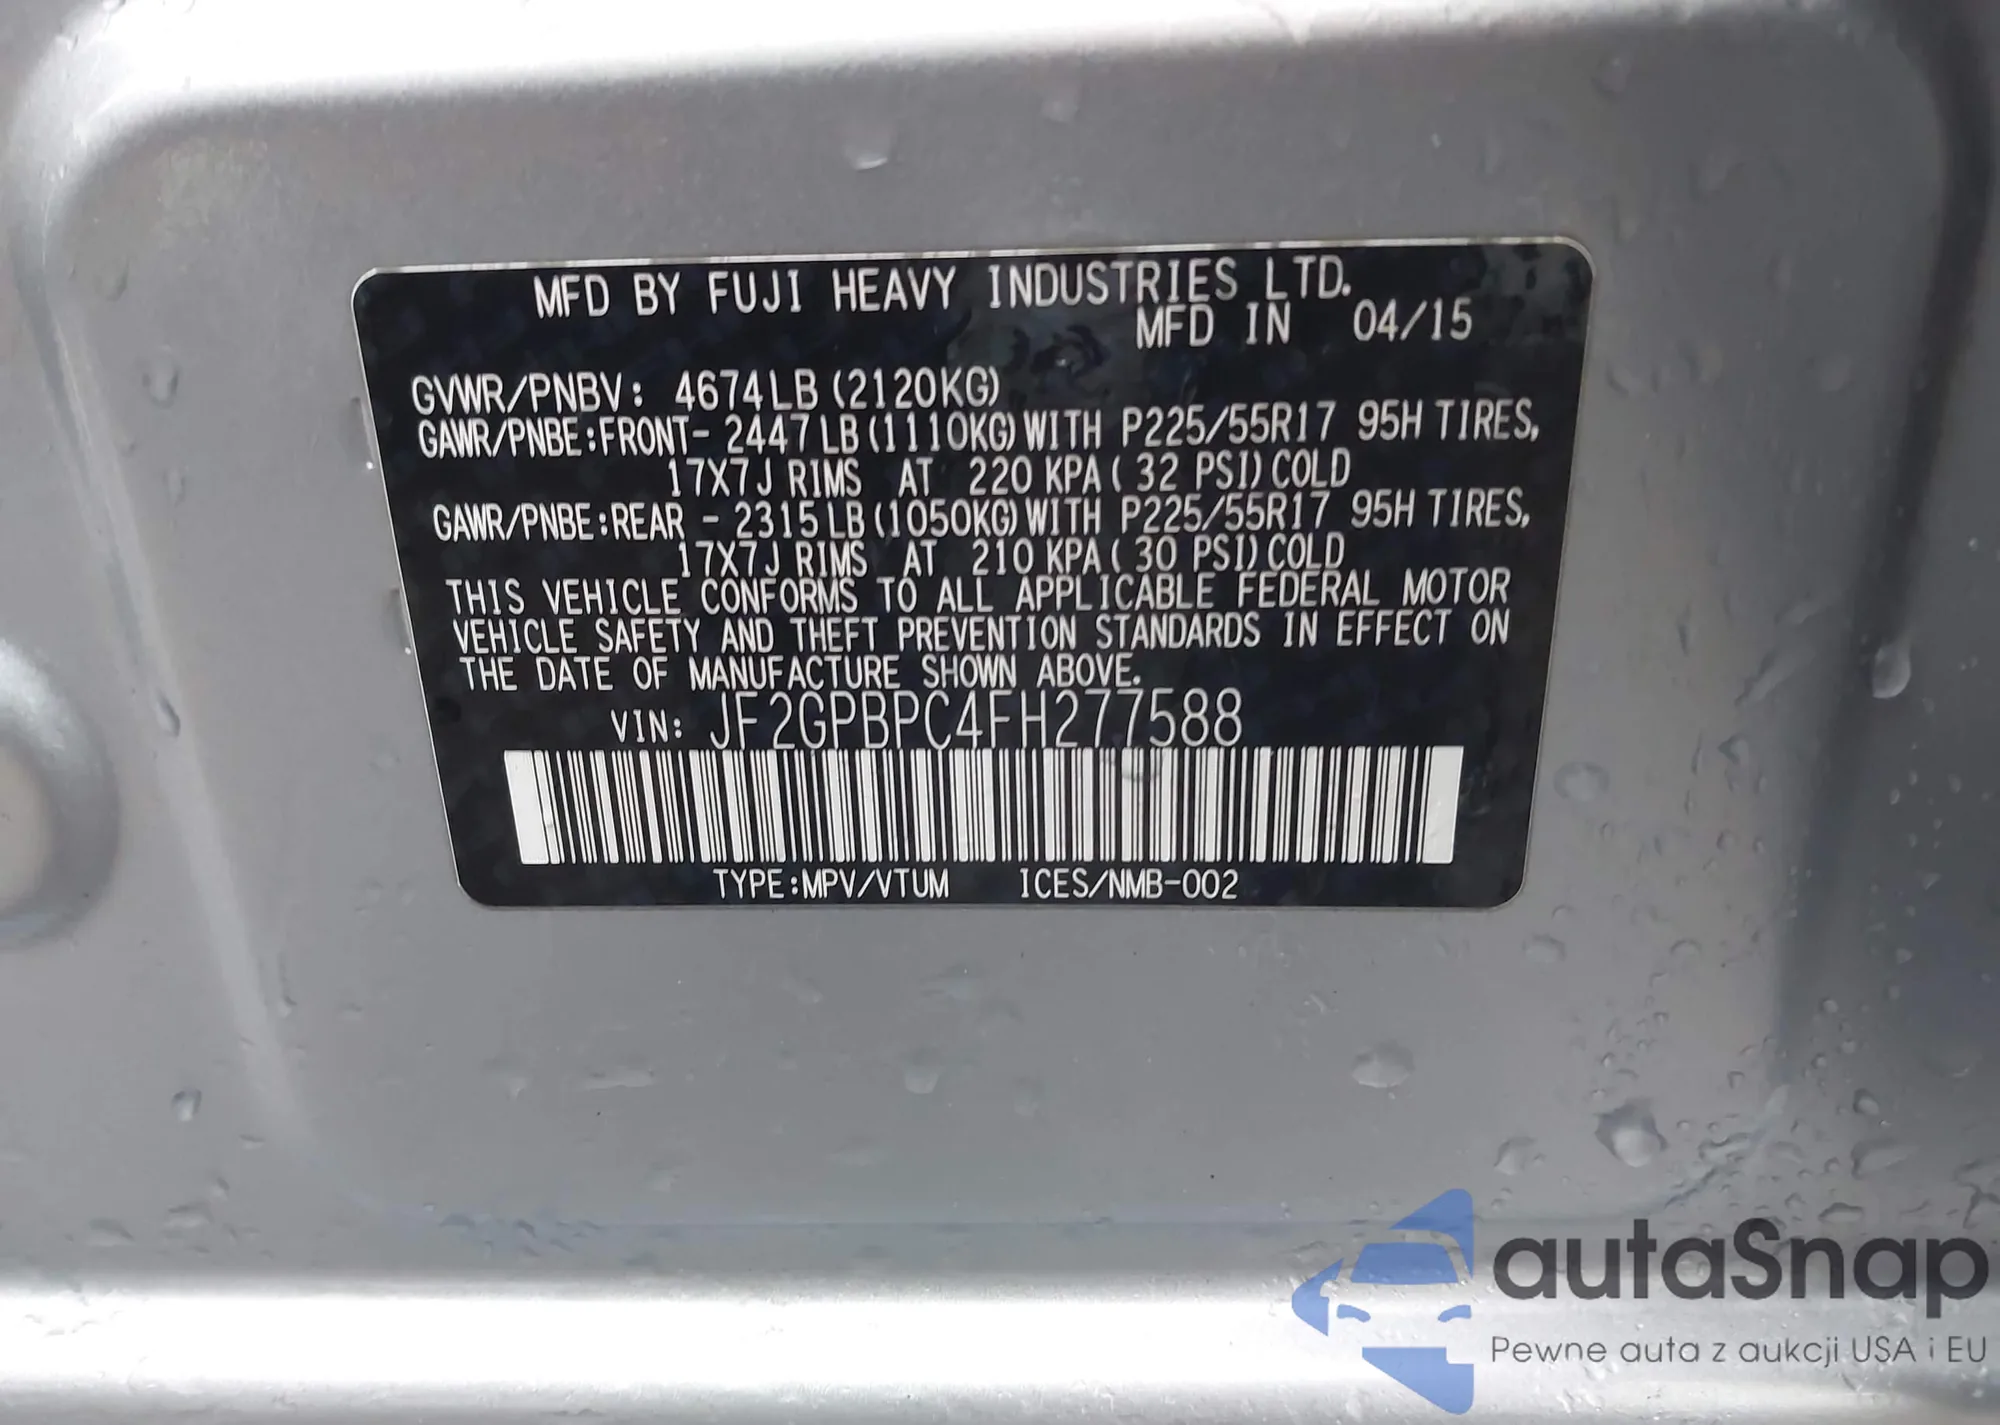 MFD BY FUJI HEAVY INDUSTRIES LTD.
MFD IN 04/15
GVWR/PNBV: 4674LB (2120KG)
GAWR/PNBE:FRONT- 2447LB(1110KG)WITH P225/55R17 95H TIRES,
17X7J RIMS AT 220 KPA( 32 PSI)COLD
GAWR/PNBE:REAR - 2315LB(1050KG)WITH P225/55R17 95H TIRES,
17X7J RIMS AT 210 KPA( 30 PSI)COLD
THIS VEHICLE CONFORMS TO ALL APPLICABLE FEDERAL MOTOR
VEHICLE SAFETY AND THEFT PREVENTION STANDARDS IN EFFECT ON
THE DATE OF MANUFACTURE SHOWN ABOVE.
VIN: JF2GPBPC4FH277588
TYPE:MPV/VTUM ICES/NMB-002
autaSnap
Pewne auta z aukcji USA i EU